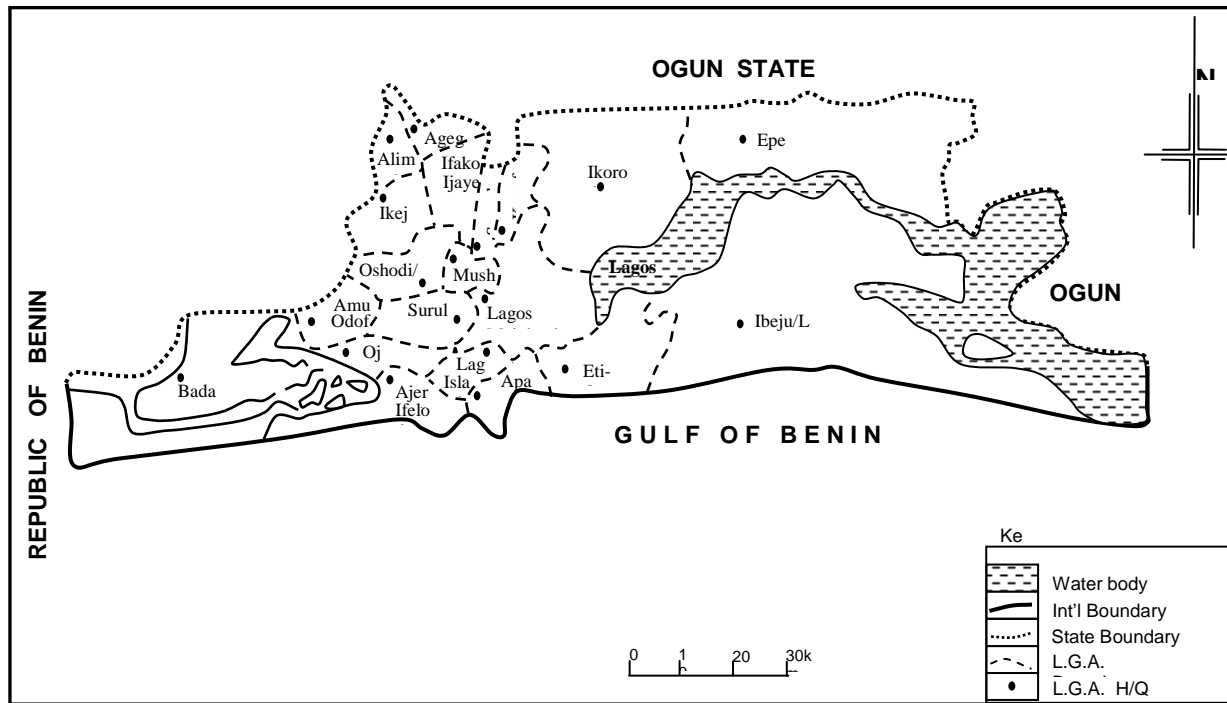 OGUN STATE
N
Ageg
Alim
Ifako
Ijaye
Epe
Ikoro
Ikej
Lagos
Oshodi/
Mush
OGUN
Amu
Odof
Surul
Lagos
Ibeju/L
Oj
Lag
Isla
Eti-
Bada
Ajer
Ifelo
Apa
REPUBLIC OF BENIN
GULF OF BENIN
Ke
Water body
Int'l Boundary
State Boundary
L.G.A.
L.G.A. H/Q
0 1 20 30k